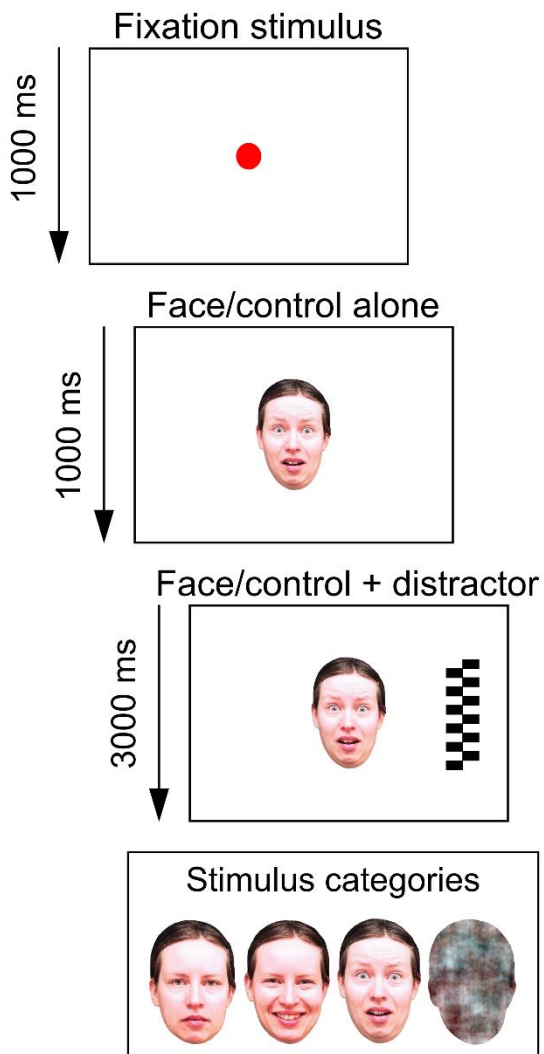 Fixation stimulus
1000 ms
Face/control alone
1000 ms
Face/control + distractor
3000 ms
Stimulus categories